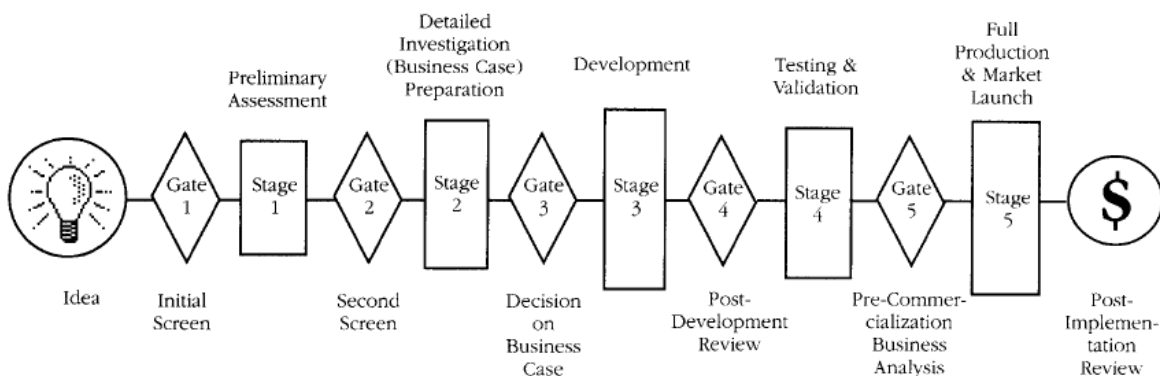 Preliminary
Assessment
Detailed
Investigation
(Business Case)
Preparation
Development
Testing &
Validation
Full
Production
& Market
Launch
Gate
1
Stage
1
Gate
2
Stage
2
Gate
3
Stage
3
Gate
4
Stage
4
Gate
5
Stage
5
$
Idea
Initial
Screen
Second
Screen
Decision
on
Business
Case
Post-
Development
Review
Pre-Commer-
cialization
Business
Analysis
Post-
Implemen-
tation
Review